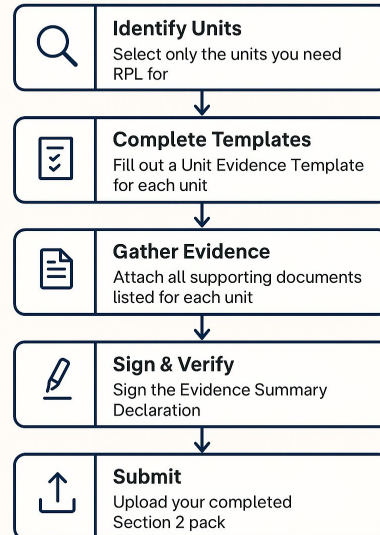 Identify Units
Select only the units you need
RPL for
Complete Templates
Fill out a Unit Evidence Template
for each unit
Gather Evidence
Attach all supporting documents
listed for each unit
Sign & Verify
Sign the Evidence Summary
Declaration
Submit
Upload your completed
Section 2 pack